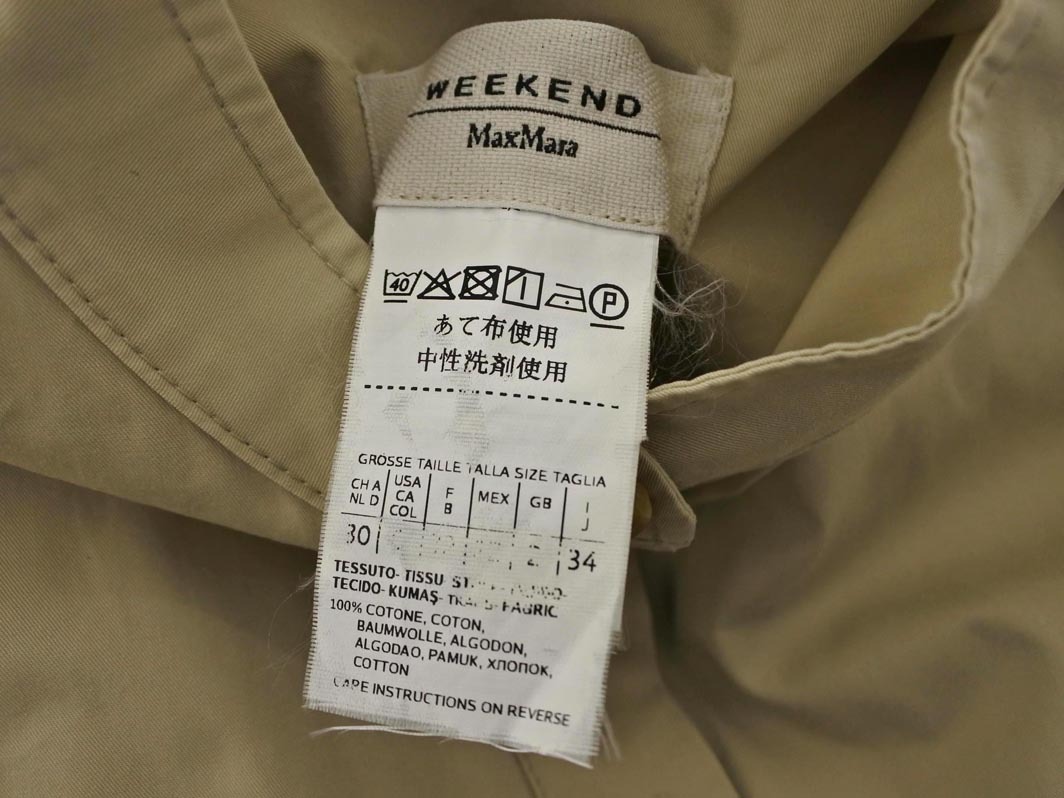 WEEKEND
MaxMara
40 P
あて布使用
中性洗剤使用
GRÖSSE TAILLE TALLA SIZE TAGLIA
CH A USA F MEX GB I
NL D CA B J
COL
30 34
TESSUTO- TISSU
TECIDO- KUMAŞ- FABRIC
100% COTONE, COTON,
BAUMWOLLE, ALGODON,
ALGODAO, PAMUK, ХЛОПОК,
COTTON
CARE INSTRUCTIONS ON REVERSE